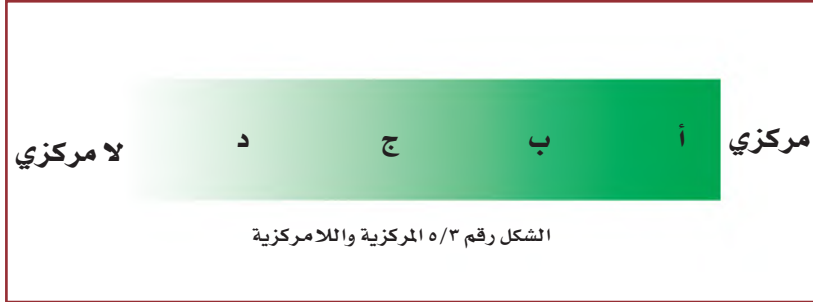 مركزي أ ب ج د لا مركزي
الشكل رقم ٥/٣ المركزية واللامركزية